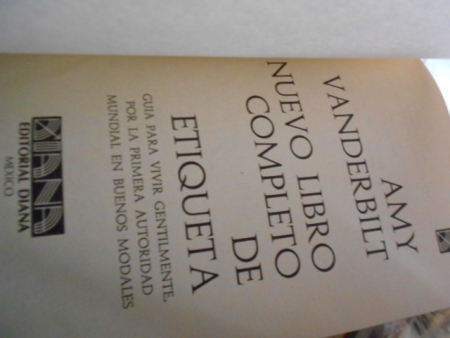 AMY
VANDERBILT
NUEVO LIBRO
COMPLETO
DE
ETIQUETA
GUIA PARA VIVIR GENTILMENTE,
POR LA PRIMERA AUTORIDAD
MUNDIAL EN BUENOS MODALES
DIANA
EDITORIAL DIANA
MEXICO